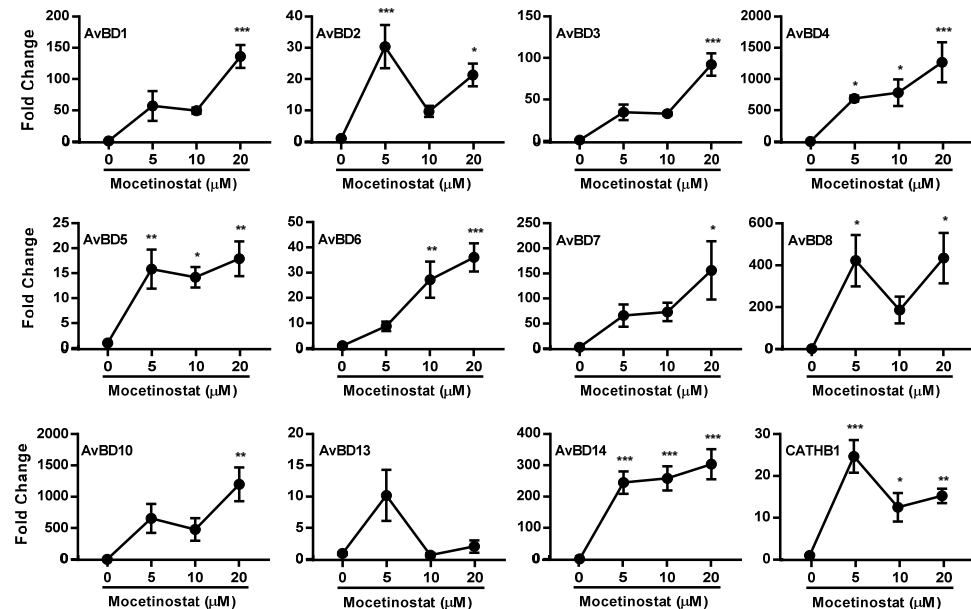 AvBD1
Fold Change
150
100
50
0
***
0 5 10 20
Mocetinostat (μM)
AvBD2
40
30
20
10
0
*** *
0 5 10 20
Mocetinostat (μM)
AvBD3
150
100
50
0
***
0 5 10 20
Mocetinostat (μM)
AvBD4
2000
1500
1000
500
0
* * ***
0 5 10 20
Mocetinostat (μM)
AvBD5
Fold Change
25
20
15
10
5
0
** * **
0 5 10 20
Mocetinostat (μM)
AvBD6
50
40
30
20
10
0
** ***
0 5 10 20
Mocetinostat (μM)
AvBD7
250
200
150
100
50
0
*
0 5 10 20
Mocetinostat (μM)
AvBD8
600
400
200
0
* *
0 5 10 20
Mocetinostat (μM)
AvBD10
Fold Change
2000
1500
1000
500
0
**
0 5 10 20
Mocetinostat (μM)
AvBD13
20
15
10
5
0
0 5 10 20
Mocetinostat (μM)
AvBD14
400
300
200
100
0
*** *** ***
0 5 10 20
Mocetinostat (μM)
CATHB1
30
20
10
0
*** * **
0 5 10 20
Mocetinostat (μM)